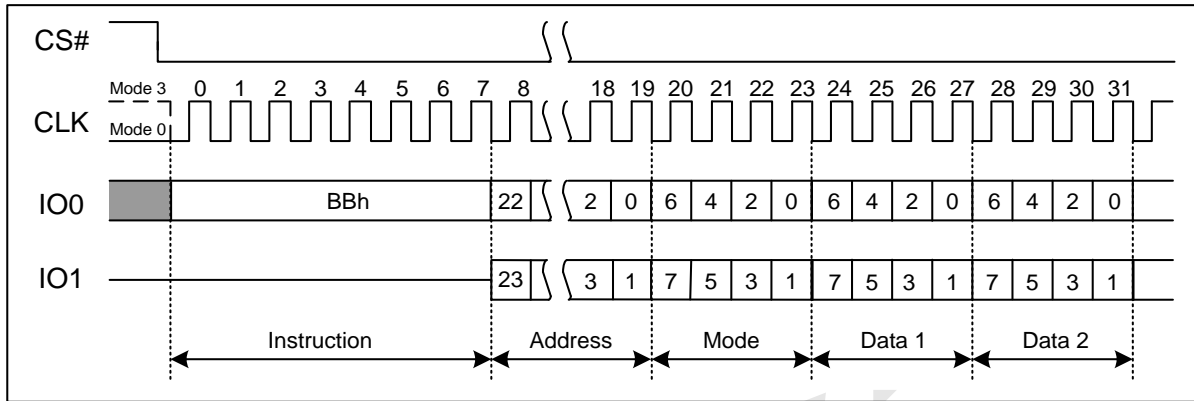 CS#
Mode 3 0 1 2 3 4 5 6 7 8 18 19 20 21 22 23 24 25 26 27 28 29 30 31
CLK
Mode 0
IO0 BBh 22 2 0 6 4 2 0 6 4 2 0 6 4 2 0
IO1 23 3 1 7 5 3 1 7 5 3 1 7 5 3 1
Instruction Address Mode Data 1 Data 2